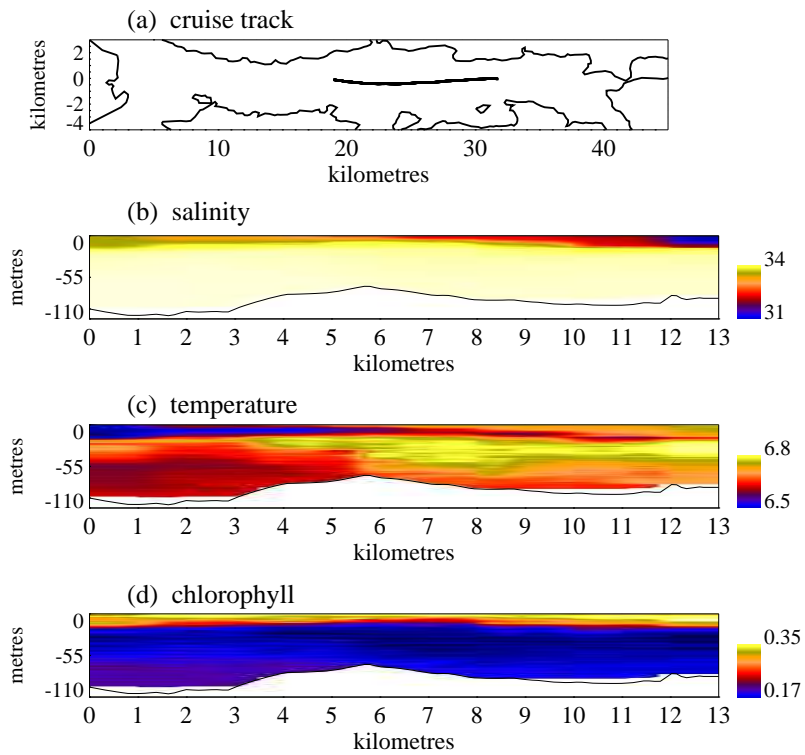 (a) cruise track
kilometres
2
0
-2
-4
0 10 20 30 40
kilometres
(b) salinity
metres
0
-55
-110
0 1 2 3 4 5 6 7 8 9 10 11 12 13
kilometres
34
31
(c) temperature
metres
0
-55
-110
0 1 2 3 4 5 6 7 8 9 10 11 12 13
kilometres
6.8
6.5
(d) chlorophyll
metres
0
-55
-110
0 1 2 3 4 5 6 7 8 9 10 11 12 13
kilometres
0.35
0.17